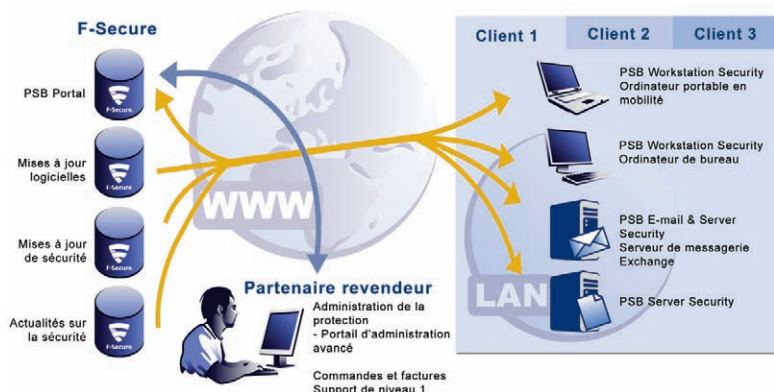 F-Secure
PSB Portal
F-Secure
Mises à jour
logicielles
F-Secure
Mises à jour
de sécurité
F-Secure
Actualités sur
la sécurité
F-Secure
WWW
Partenaire revendeur
Administration de la
protection
- Portail d'administration
avancé
Commandes et factures
Support de niveau 1
Client 1
Client 2
Client 3
PSB Workstation Security
Ordinateur portable en
mobilité
PSB Workstation Security
Ordinateur de bureau
PSB E-mail & Server
Security
Serveur de messagerie
Exchange
LAN
PSB Server Security